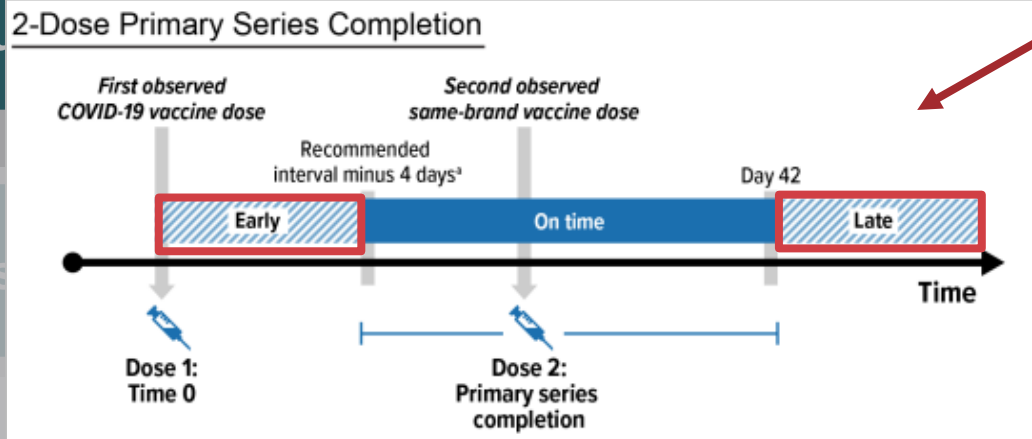 2-Dose Primary Series Completion
First observed
COVID-19 vaccine dose
Second observed
same-brand vaccine dose
Recommended
interval minus 4 daysᵃ
Day 42
Early
On time
Late
Time
Dose 1:
Time 0
Dose 2:
Primary series
completion